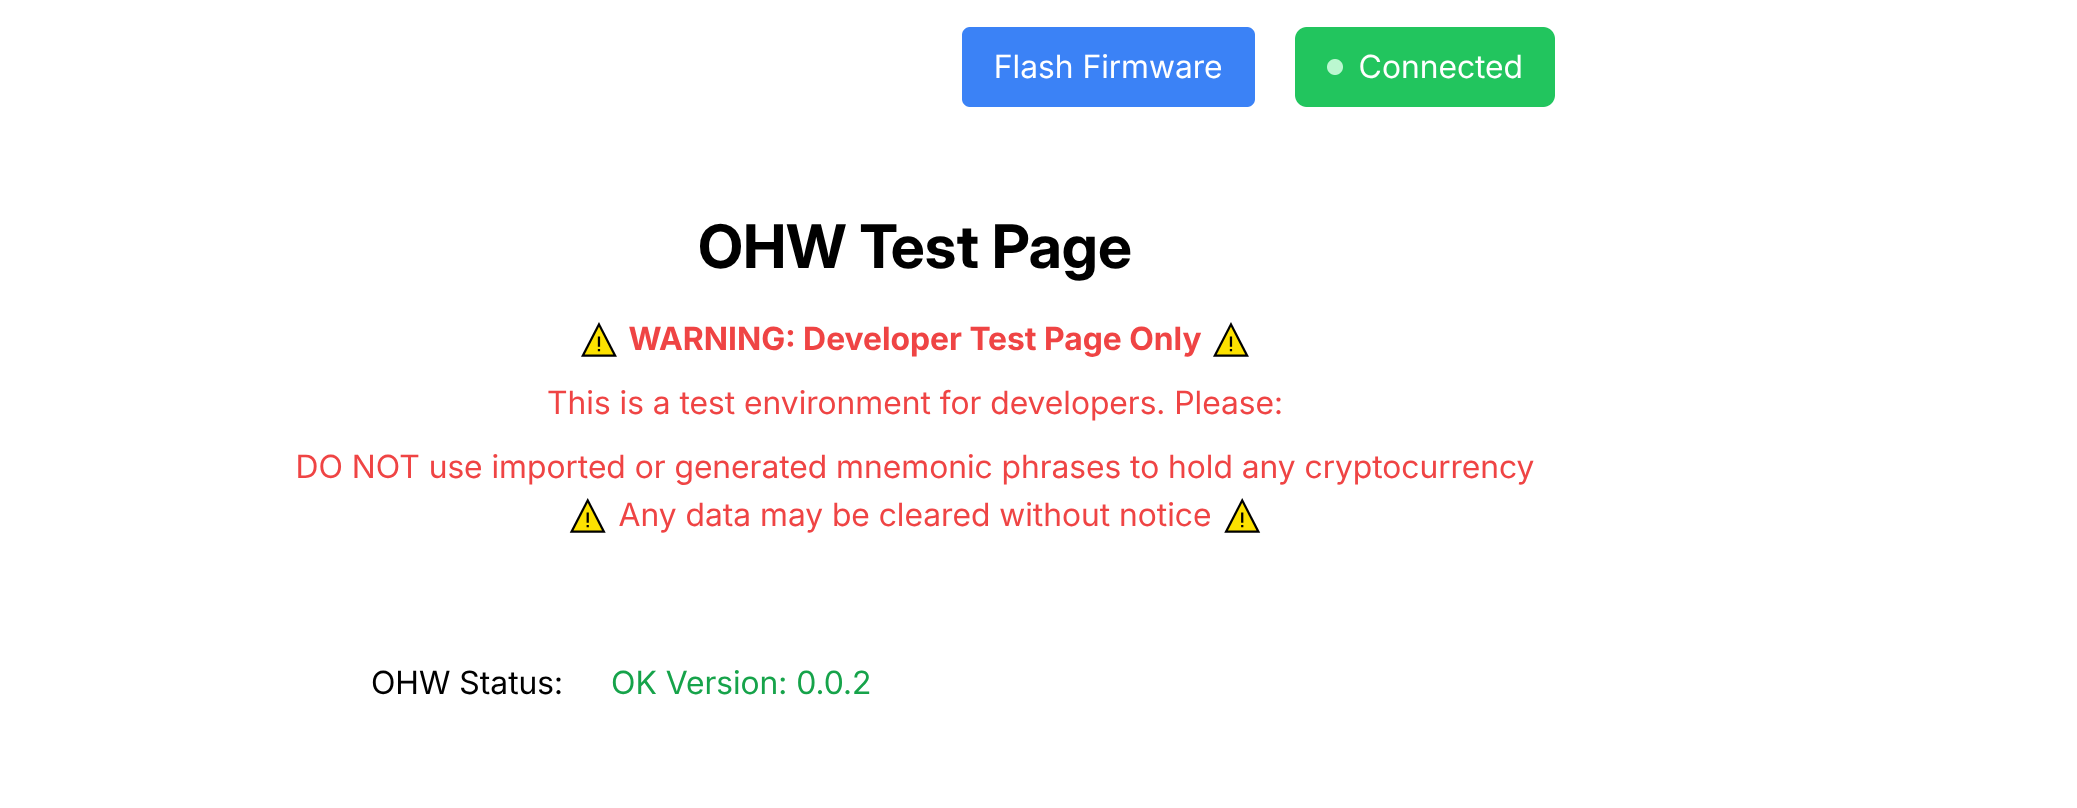 Flash Firmware
Connected
OHW Test Page
⚠️ WARNING: Developer Test Page Only ⚠️
This is a test environment for developers. Please:
DO NOT use imported or generated mnemonic phrases to hold any cryptocurrency
⚠️ Any data may be cleared without notice ⚠️
OHW Status: OK Version: 0.0.2